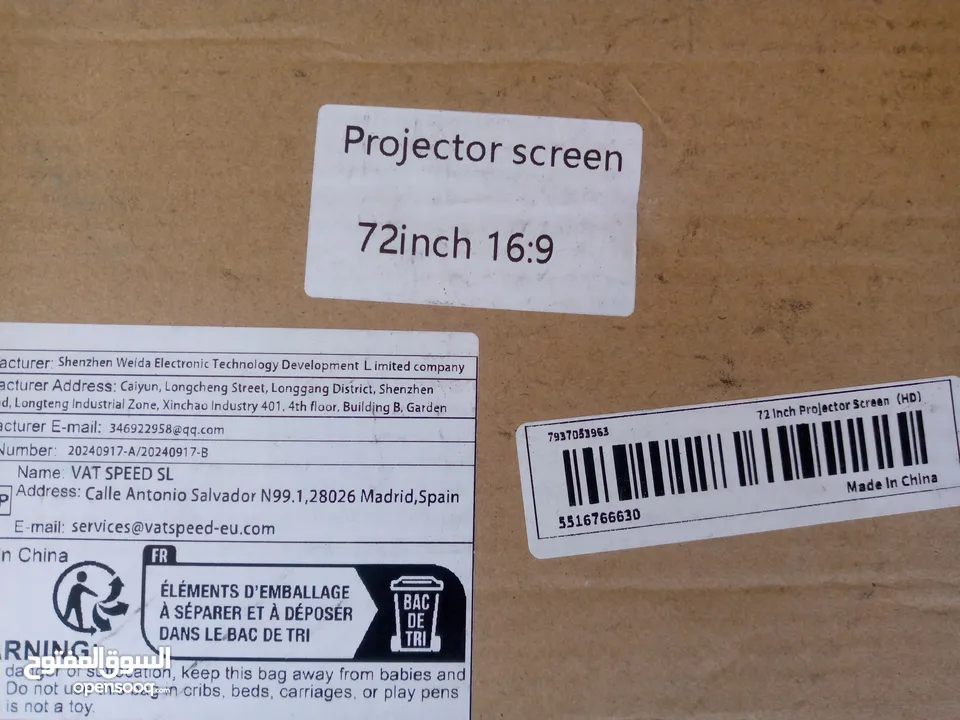 Projector screen
72inch 16:9
acturer: Shenzhen Weida Electronic Technology Development Limited company
acturer Address: Caiyun, Longcheng Street, Longgang District, Shenzhen
d, Longteng Industrial Zone, Xinchao Industry 401, 4th floor, Building B, Garden
acturer E-mail: 346922958@qq.com
Number: 20240917-A/20240917-B
Name: VAT SPEED SL
P
Address: Calle Antonio Salvador N99.1,28026 Madrid,Spain
E-mail: services@vatspeed-eu.com
n China
FR
ÉLÉMENTS D'EMBALLAGE
À SÉPARER ET À DÉPOSER
DANS LE BAC DE TRI
BAC
DE
TRI
ARNING:
danger of suffocation, keep this bag away from babies and
Do not use this bag in cribs, beds, carriages, or play pens
is not a toy.
7937053963
72 Inch Projector Screen (HD)
Made In China
5516766630
السوق المفتوح
opensooq.com